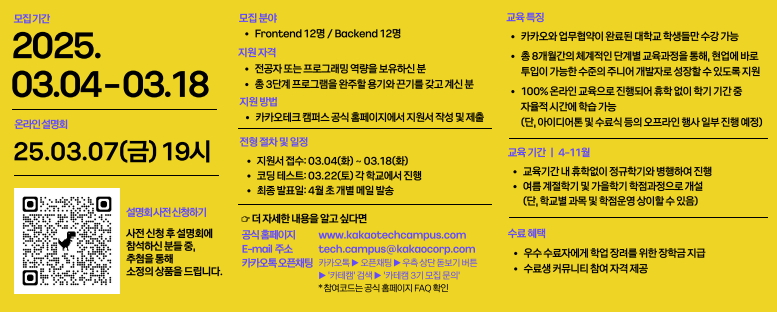 모집 기간
2025.
03.04 – 03.18
온라인 설명회
25.03.07(금) 19시
설명회 사전 신청하기
사전 신청 후 설명회에
참석하신 분들 중,
추첨을 통해
소정의 상품을 드립니다.
모집 분야
• Frontend 12명 / Backend 12명
지원 자격
• 전공자 또는 프로그래밍 역량을 보유하신 분
• 총 3단계 프로그램을 완주할 용기와 끈기를 갖고 계신 분
지원 방법
• 카카오테크 캠퍼스 공식 홈페이지에서 지원서 작성 및 제출
전형 절차 및 일정
• 지원서 접수: 03.04(화) ~ 03.18(화)
• 코딩 테스트: 03.22(토) 각 학교에서 진행
• 최종 발표일: 4월 초 개별 메일 발송
☞ 더 자세한 내용을 알고 싶다면
공식 홈페이지 www.kakaotechcampus.com
E-mail 주소 tech.campus@kakaocorp.com
카카오톡 오픈채팅 카카오톡 ▶ 오픈채팅 ▶ 우측 상단 돋보기 버튼
▶ '카테캠' 검색 ▶ '카테캠 3기 모집 문의'
* 참여코드는 공식 홈페이지 FAQ 확인
교육 특징
• 카카오와 업무협약이 완료된 대학교 학생들만 수강 가능
• 총 8개월간의 체계적인 단계별 교육과정을 통해, 현업에 바로
투입이 가능한 수준의 주니어 개발자로 성장할 수 있도록 지원
• 100% 온라인 교육으로 진행되어 휴학 없이 학기 기간 중
자율적 시간에 학습 가능
(단, 아이디어톤 및 수료식 등의 오프라인 행사 일부 진행 예정)
교육 기간 | 4-11월
• 교육기간 내 휴학없이 정규학기와 병행하여 진행
• 여름 계절학기 및 가을학기 학점과정으로 개설
(단, 학교별 과목 및 학점운영 상이할 수 있음)
수료 혜택
• 우수 수료자에게 학업 장려를 위한 장학금 지급
• 수료생 커뮤니티 참여 자격 제공